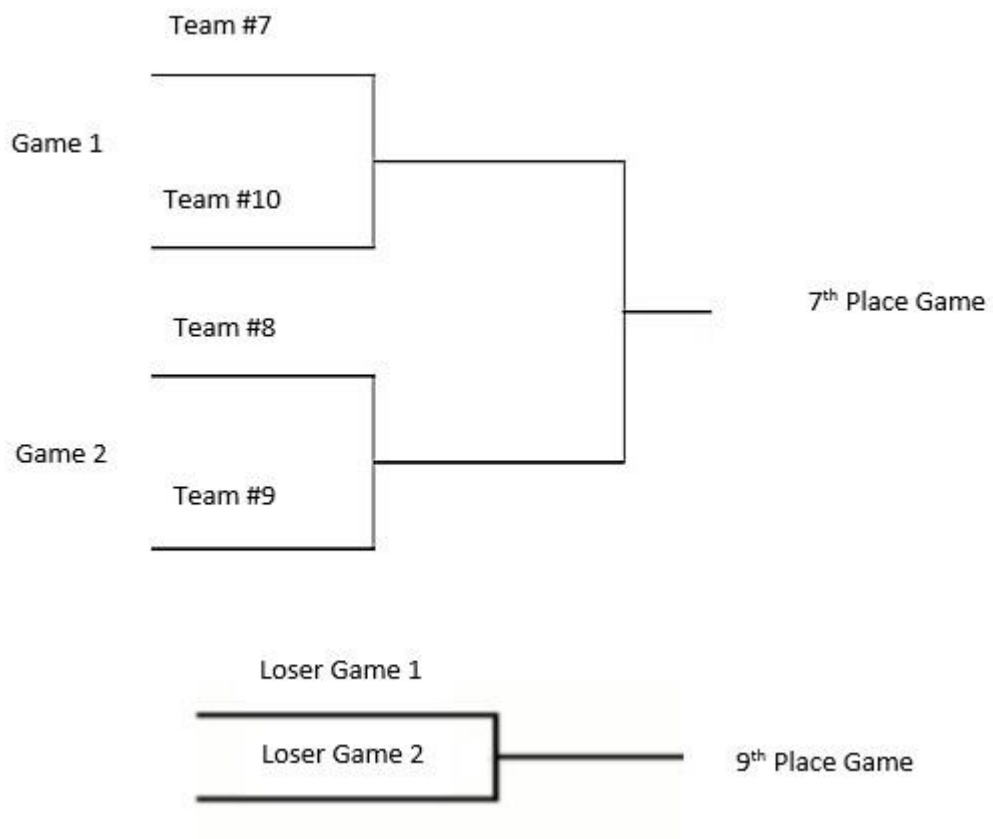 Team #7
Game 1
Team #10
Team #8
7th Place Game
Game 2
Team #9
Loser Game 1
Loser Game 2
9th Place Game